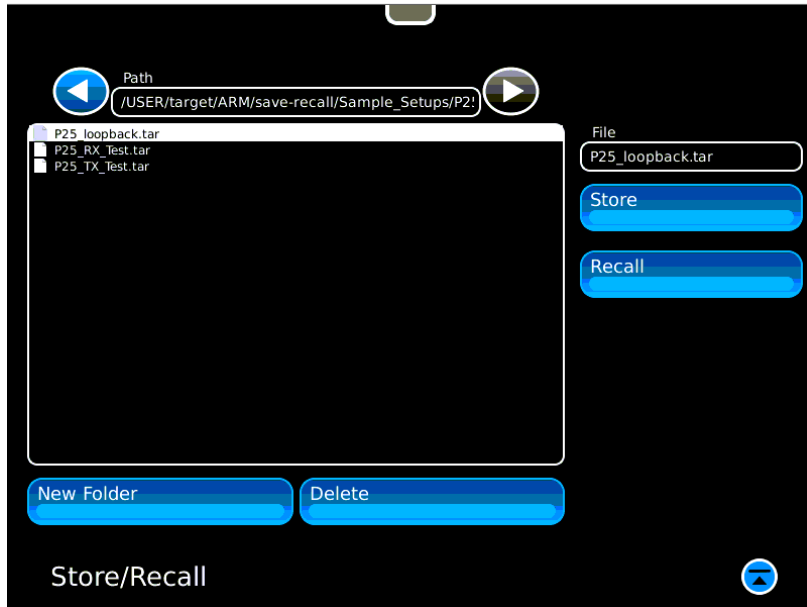 Path
/USER/target/ARM/save-recall/Sample_Setups/P2
P25_loopback.tar
P25_RX_Test.tar
P25_TX_Test.tar
File
P25_loopback.tar
Store
Recall
New Folder
Delete
Store/Recall